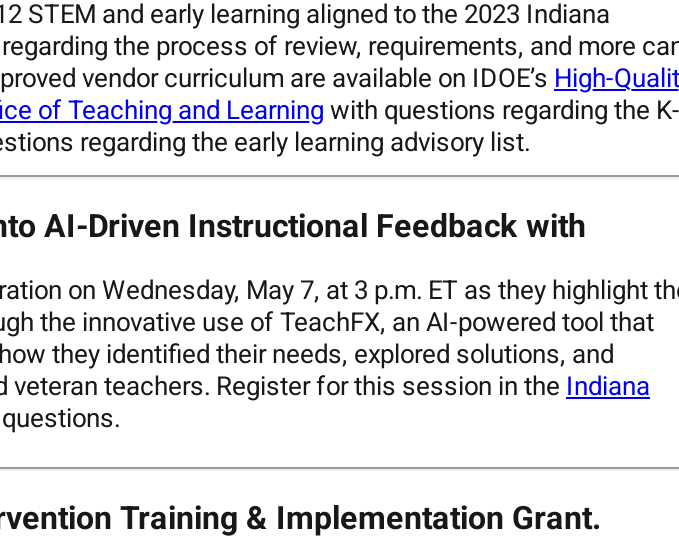 12 STEM and early learning aligned to the 2023 Indiana
regarding the process of review, requirements, and more can
proved vendor curriculum are available on IDOE’s High-Qualit
ice of Teaching and Learning with questions regarding the K-
estions regarding the early learning advisory list.
nto AI-Driven Instructional Feedback with
ration on Wednesday, May 7, at 3 p.m. ET as they highlight the
ugh the innovative use of TeachFX, an AI-powered tool that
how they identified their needs, explored solutions, and
d veteran teachers. Register for this session in the Indiana
questions.
rvention Training & Implementation Grant.